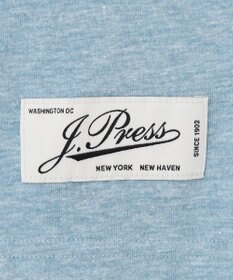 WASHINGTON DC
J. Press
SINCE 1902
NEW YORK NEW HAVEN